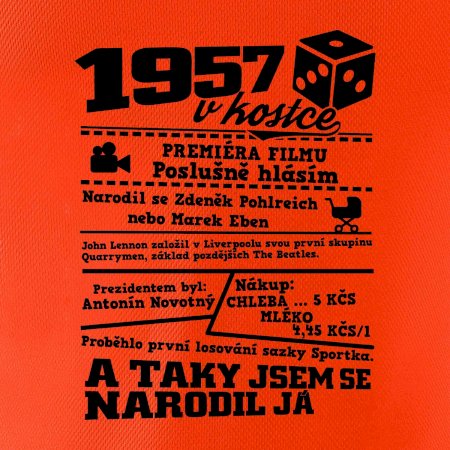 1957
v kostce
PREMIÉRA FILMU
Poslušně hlásím
Narodil se Zdeněk Pohlreich
nebo Marek Eben
John Lennon založil v Liverpoolu svou první skupinu
Quarrymen, základ pozdějších The Beatles.
Prezidentem byl:
Antonín Novotný
Nákup:
CHLEBA ... 5 KČS
MLÉKO
4,45 KČS/l
Proběhlo první losování sazky Sportka.
A TAKY JSEM SE
NARODIL JÁ